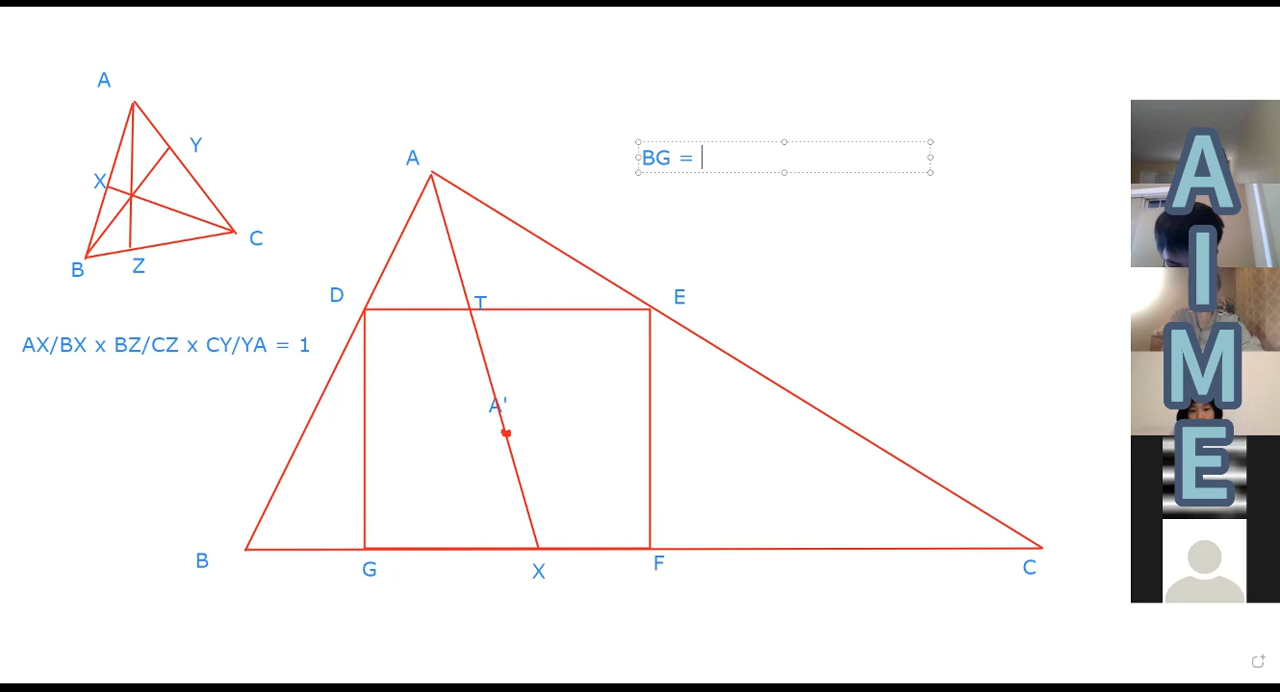 A
Y
X
C
B
Z
AX/BX x BZ/CZ x CY/YA = 1
A
BG =
D
T
E
A'
B
G
X
F
C
A
I
M
E